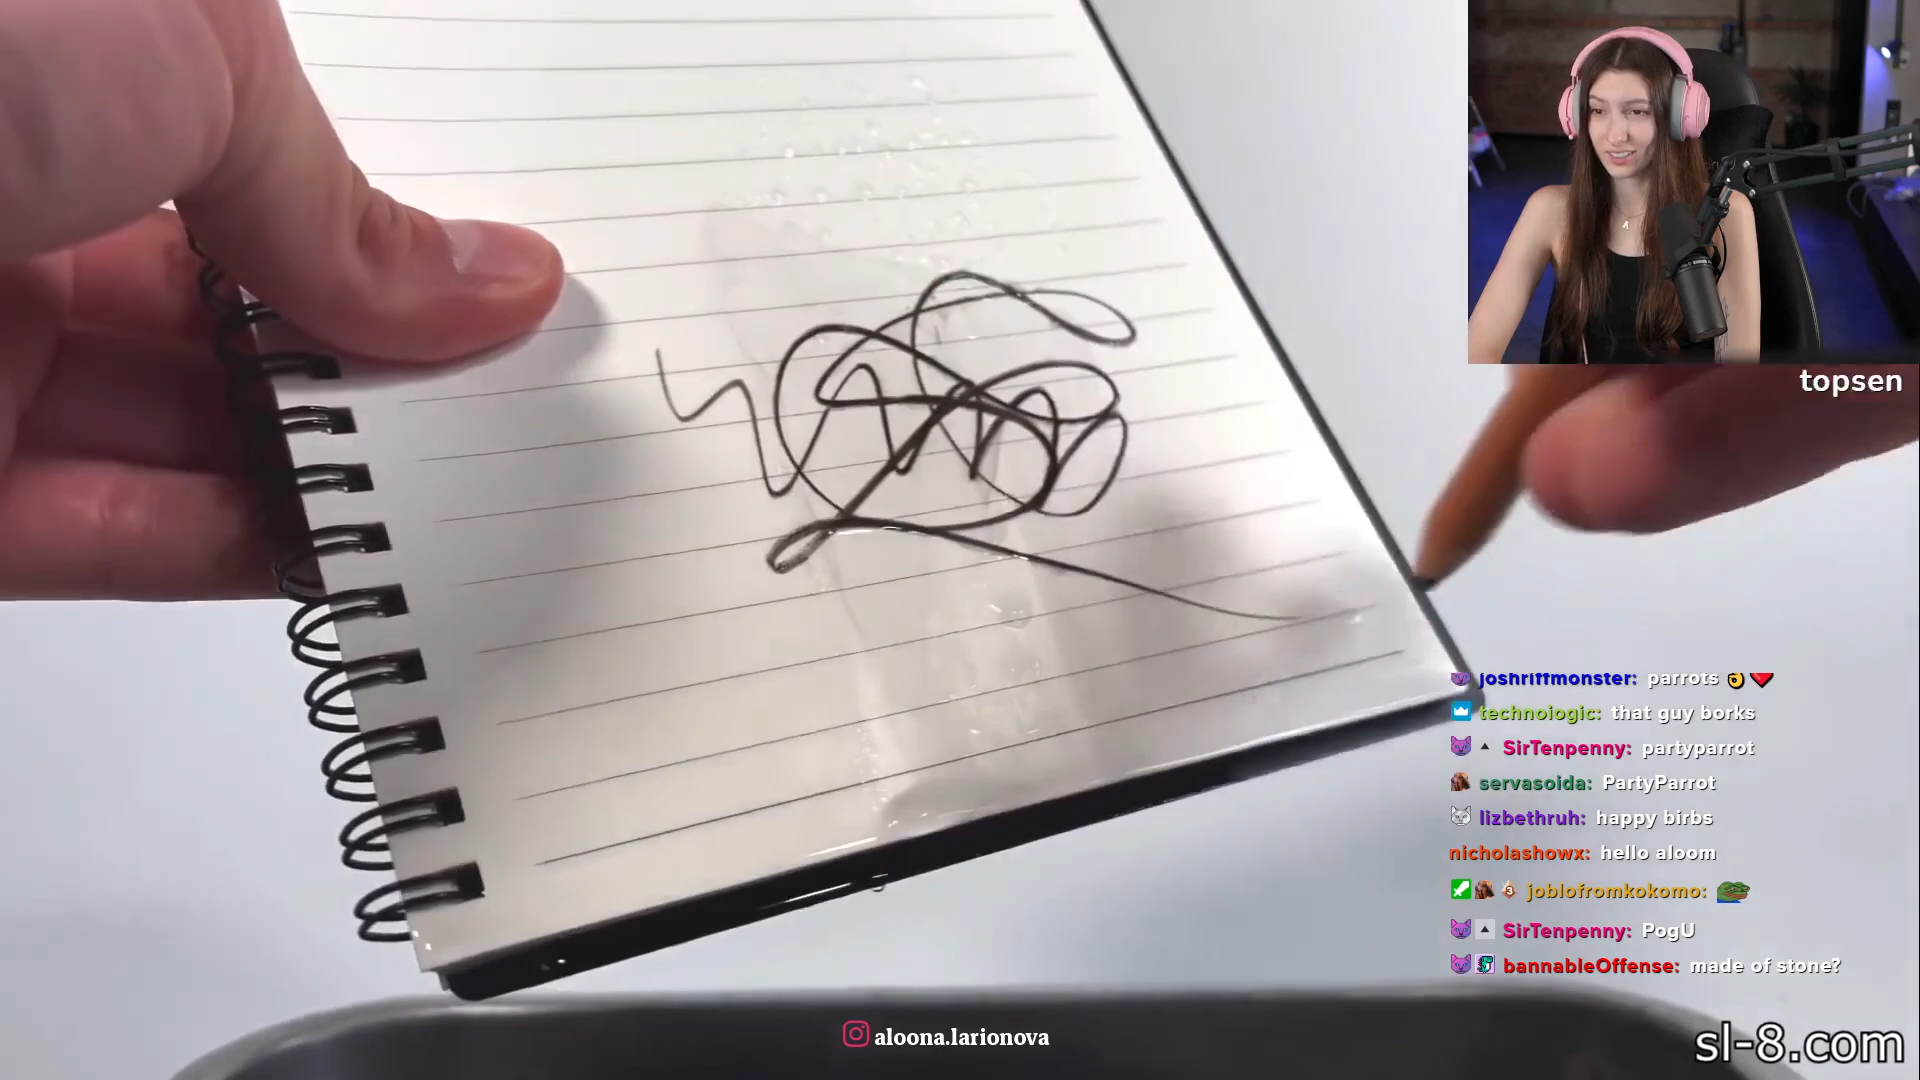 topsen
joshriffmonster: parrots 👌❤️
technoiogic: that guy borks
SirTenpenny: partyparrot
servasoida: PartyParrot
lizbethruh: happy birbs
nicholashowx: hello aloom
joblofromkokomo:
SirTenpenny: PogU
bannableOffense: made of stone?
aloona.larionova
sl-8.com